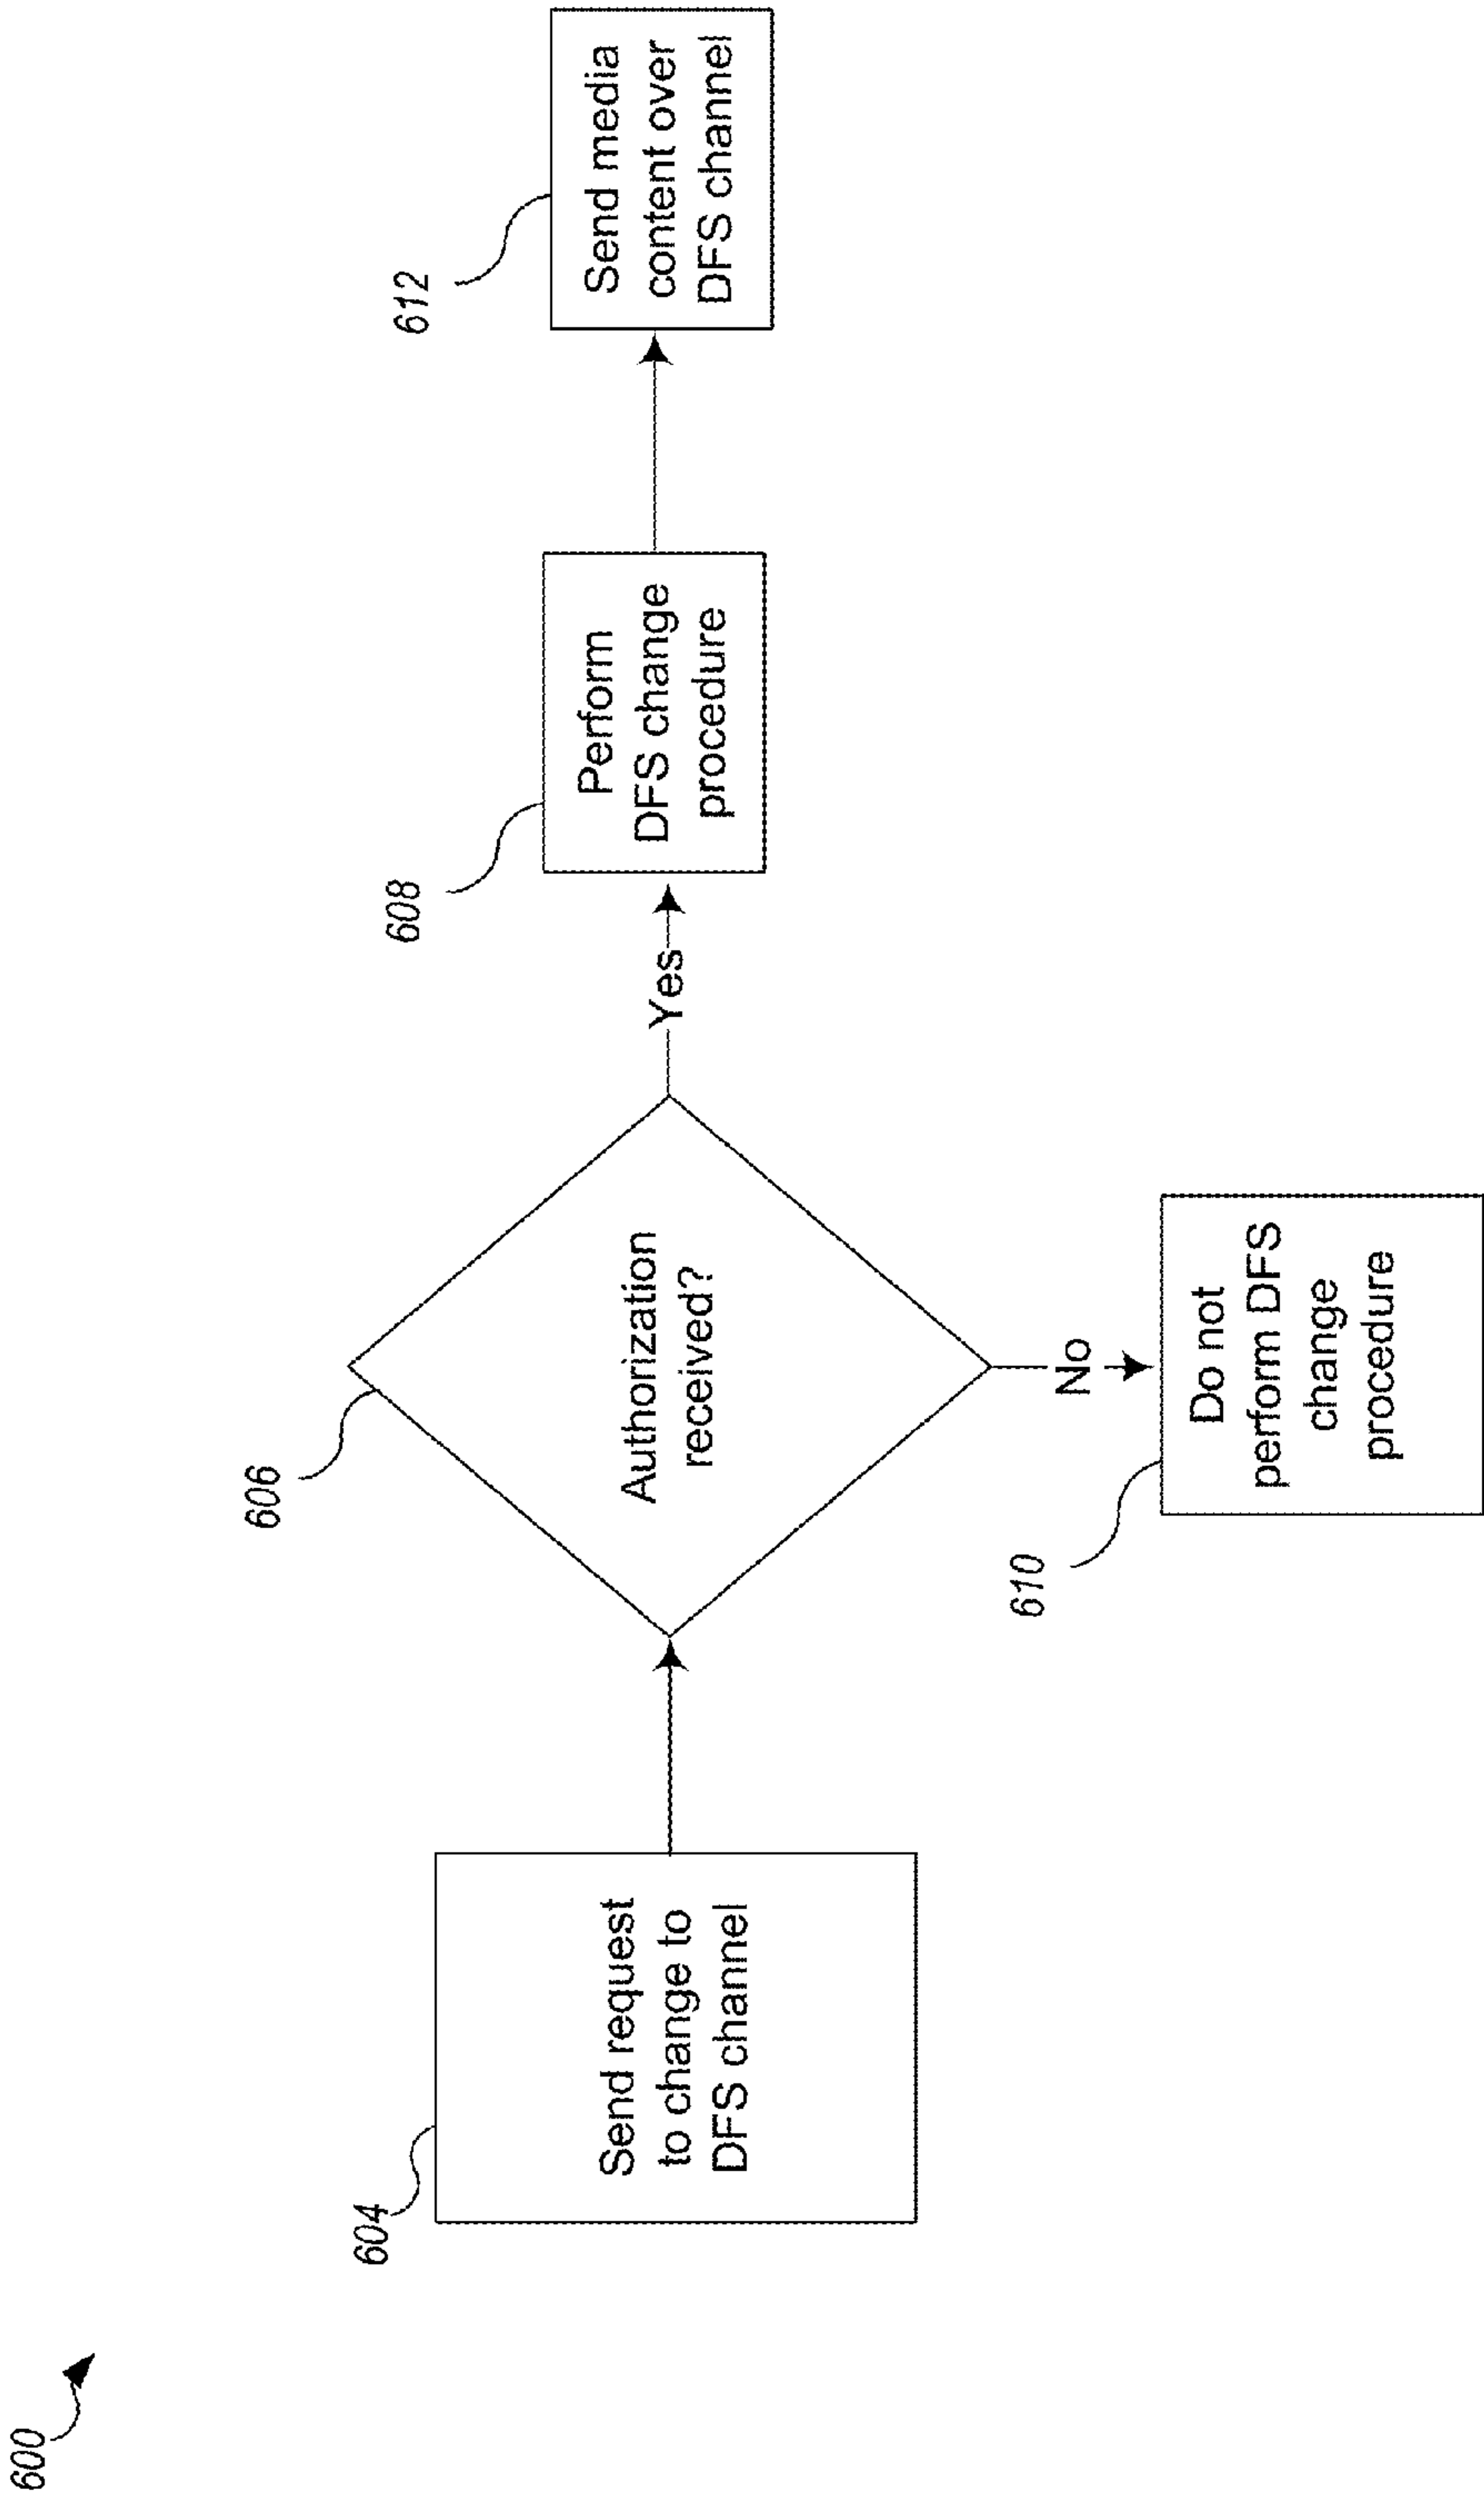 600
604
Send request
to change to
DFS channel
606
Authorization
received?
Yes
608
Perform
DFS change
procedure
612
Send media
content over
DFS channel
No
610
Do not
perform DFS
change
procedure